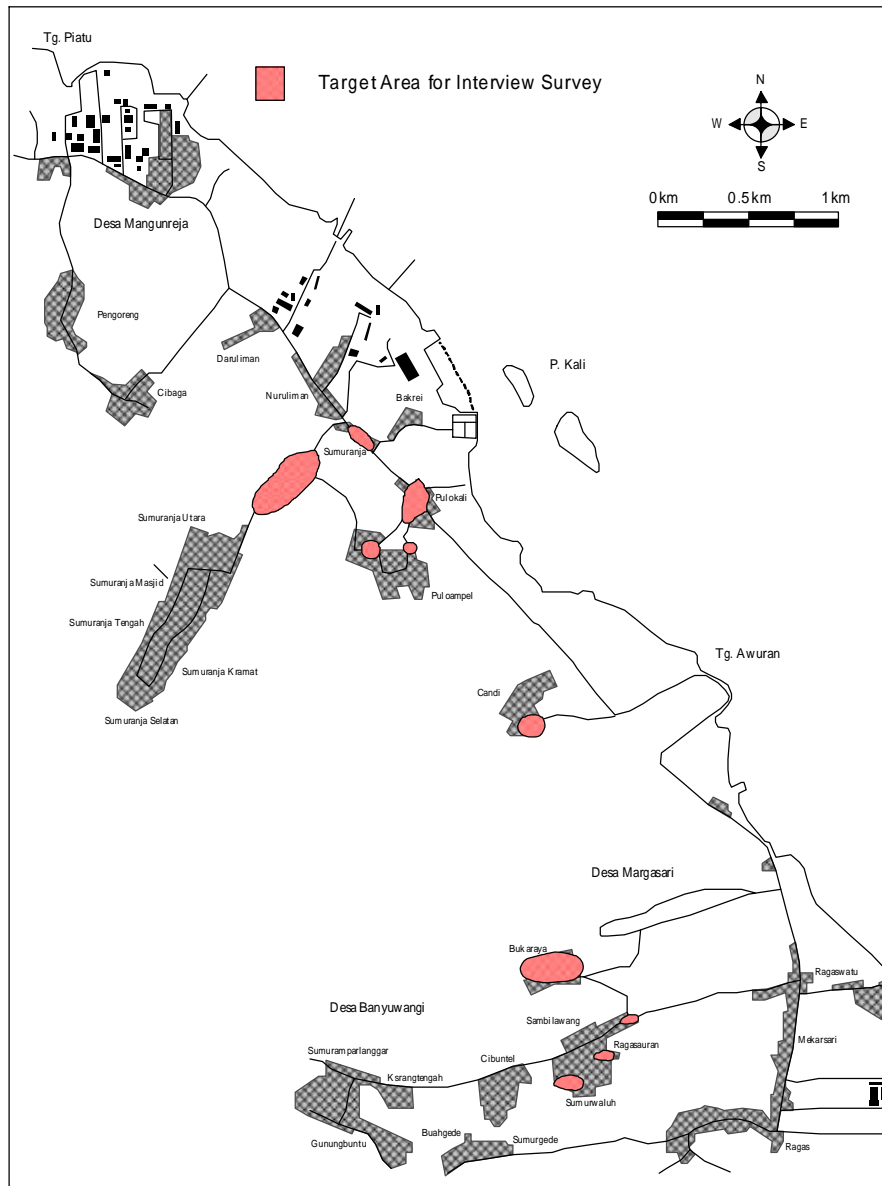 Tg. Piatu
Target Area for Interview Survey
N
W E
S
0km 0.5km 1km
Desa Mangunreja
Pengoreng
Daruliman
P. Kali
Cibaga
Nuruliman
Bakrei
Sumuranja
Pulokali
Sumuranja Utara
Sumuranja Masjid
Puloampel
Sumuranja Tengah
Tg. Awuran
Sumuranja Kramat
Candi
Sumuranja Selatan
Desa Margasari
Bukaraya
Ragaswatu
Desa Banyuwangi
Sambilawang
Mekarsari
Ragasauran
Sumuramparlanggar
Cibuntel
Ksrangtengah
Sumurwaluh
Buahgede
Sumurgede
Gunungbuntu
Ragas